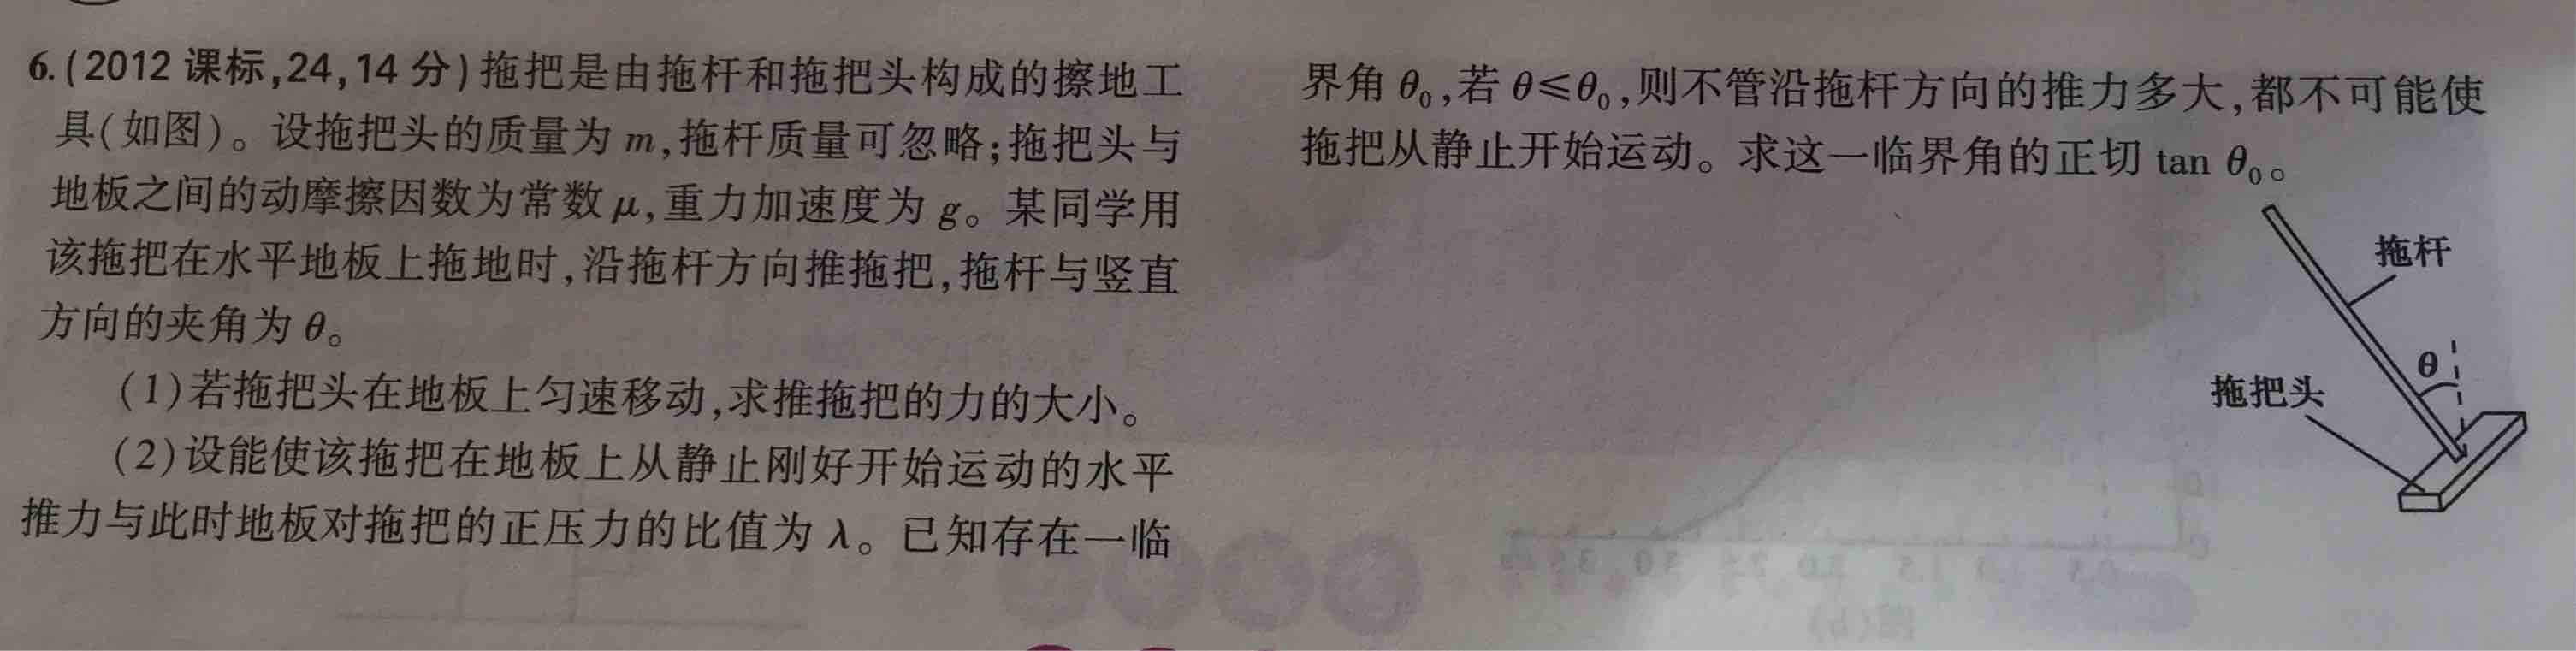 6.(2012 课标,24,14 分)拖把是由拖杆和拖把头构成的擦地工
具(如图)。设拖把头的质量为 m,拖杆质量可忽略;拖把头与
地板之间的动摩擦因数为常数 μ,重力加速度为 g。某同学用
该拖把在水平地板上拖地时,沿拖杆方向推拖把,拖杆与竖直
方向的夹角为 θ。
(1)若拖把头在地板上匀速移动,求推拖把的力的大小。
(2)设能使该拖把在地板上从静止刚好开始运动的水平
推力与此时地板对拖把的正压力的比值为 λ。已知存在一临
界角 θ₀,若 θ≤θ₀,则不管沿拖杆方向的推力多大,都不可能使
拖把从静止开始运动。求这一临界角的正切 tan θ₀。
拖杆
θ
拖把头